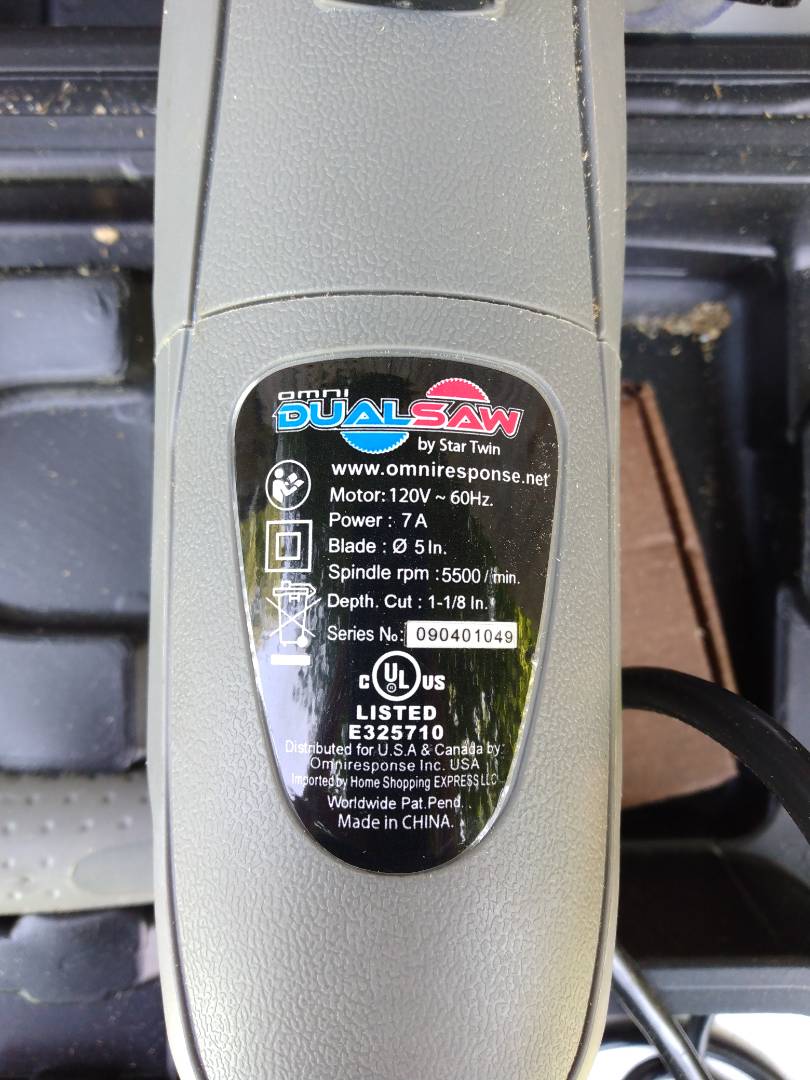 omni
DUALSAW
by Star Twin
www.omniresponse.net
Motor: 120V ~ 60Hz.
Power : 7A
Blade : Ø 5 In.
Spindle rpm : 5500 / min.
Depth. Cut : 1-1/8 In.
Series No: 090401049
C UL US
®
LISTED
E325710
Distributed for U.S.A & Canada by:
Omniresponse Inc. USA
Imported by Home Shopping EXPRESS LLC
Worldwide Pat.Pend.
Made in CHINA.